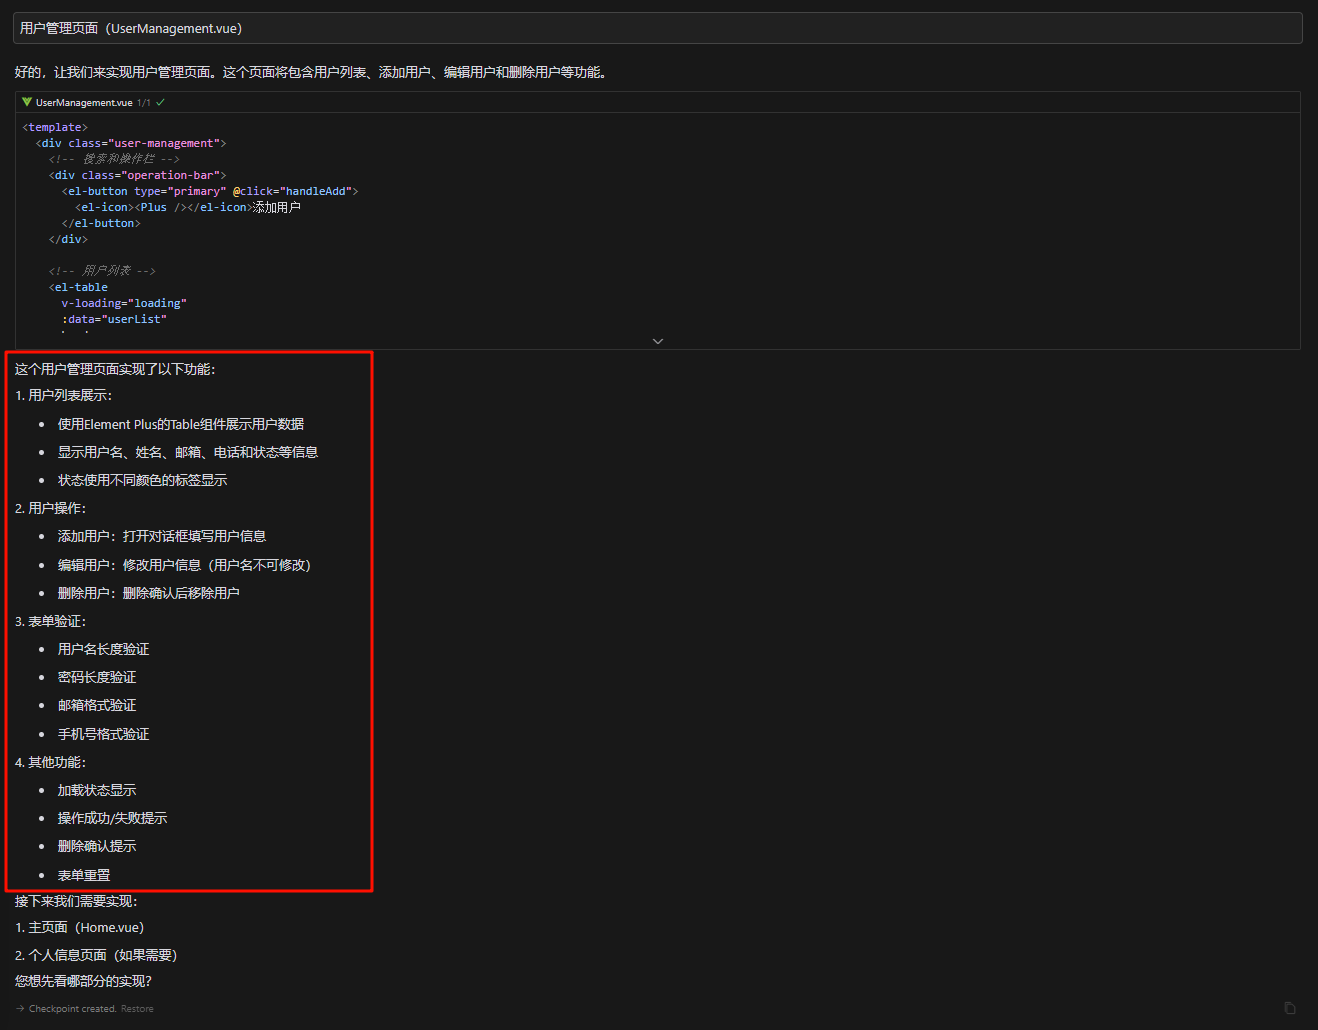 用户管理页面（UserManagement.vue）
好的，让我们来实现用户管理页面。这个页面将包含用户列表、添加用户、编辑用户和删除用户等功能。
UserManagement.vue 1/1
<template>
<div class="user-management">
<!-- 搜索和操作栏 -->
<div class="operation-bar">
<el-button type="primary" @click="handleAdd">
<el-icon><Plus /></el-icon>添加用户
</el-button>
</div>
<!-- 用户列表 -->
<el-table
v-loading="loading"
:data="userList"
这个用户管理页面实现了以下功能：
1. 用户列表展示：
• 使用Element Plus的Table组件展示用户数据
• 显示用户名、姓名、邮箱、电话和状态等信息
• 状态使用不同颜色的标签显示
2. 用户操作：
• 添加用户：打开对话框填写用户信息
• 编辑用户：修改用户信息（用户名不可修改）
• 删除用户：删除确认后移除用户
3. 表单验证：
• 用户名长度验证
• 密码长度验证
• 邮箱格式验证
• 手机号格式验证
4. 其他功能：
• 加载状态显示
• 操作成功/失败提示
• 删除确认提示
• 表单重置
接下来我们需要实现：
1. 主页面（Home.vue）
2. 个人信息页面（如果需要）
您想先看哪部分的实现？
Checkpoint created. Restore